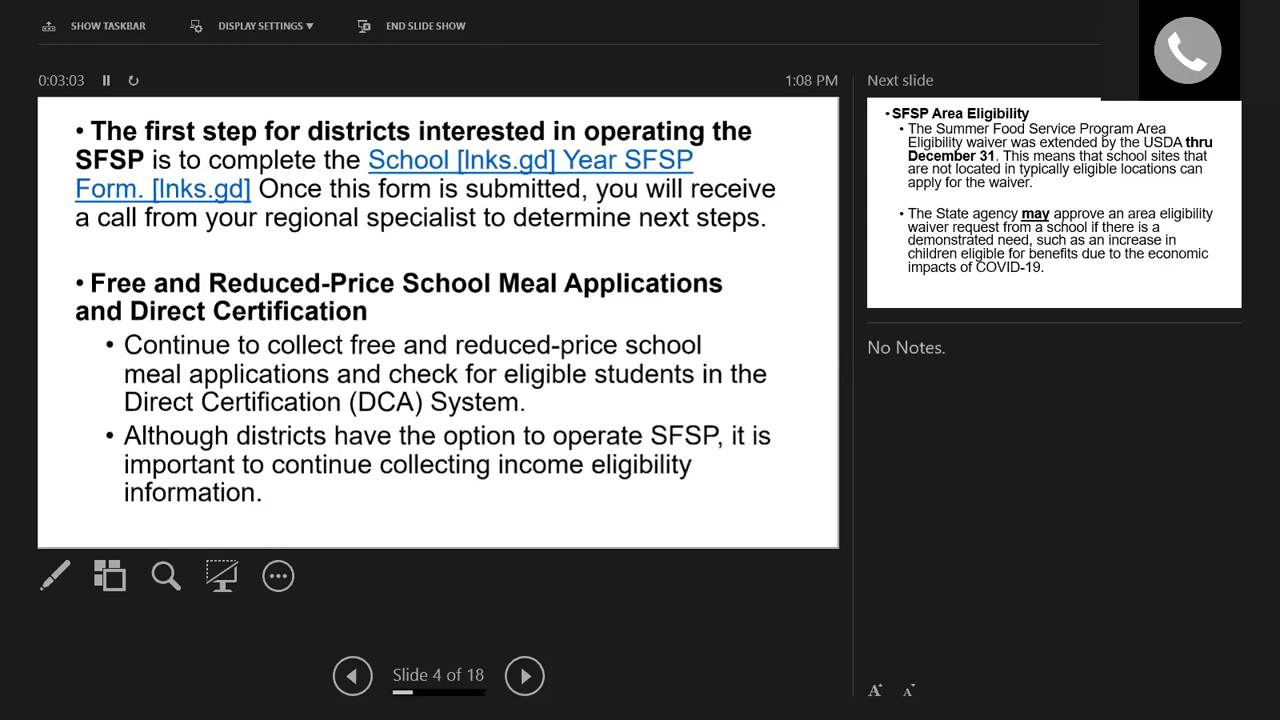 SHOW TASKBAR
DISPLAY SETTINGS ▼
END SLIDE SHOW
0:03:03
1:08 PM
• The first step for districts interested in operating the
SFSP is to complete the School [lnks.gd] Year SFSP
Form. [lnks.gd] Once this form is submitted, you will receive
a call from your regional specialist to determine next steps.
• Free and Reduced-Price School Meal Applications
and Direct Certification
• Continue to collect free and reduced-price school
meal applications and check for eligible students in the
Direct Certification (DCA) System.
• Although districts have the option to operate SFSP, it is
important to continue collecting income eligibility
information.
Slide 4 of 18
Next slide
• SFSP Area Eligibility
• The Summer Food Service Program Area
Eligibility waiver was extended by the USDA thru
December 31. This means that school sites that
are not located in typically eligible locations can
apply for the waiver.
• The State agency may approve an area eligibility
waiver request from a school if there is a
demonstrated need, such as an increase in
children eligible for benefits due to the economic
impacts of COVID-19.
No Notes.
A A